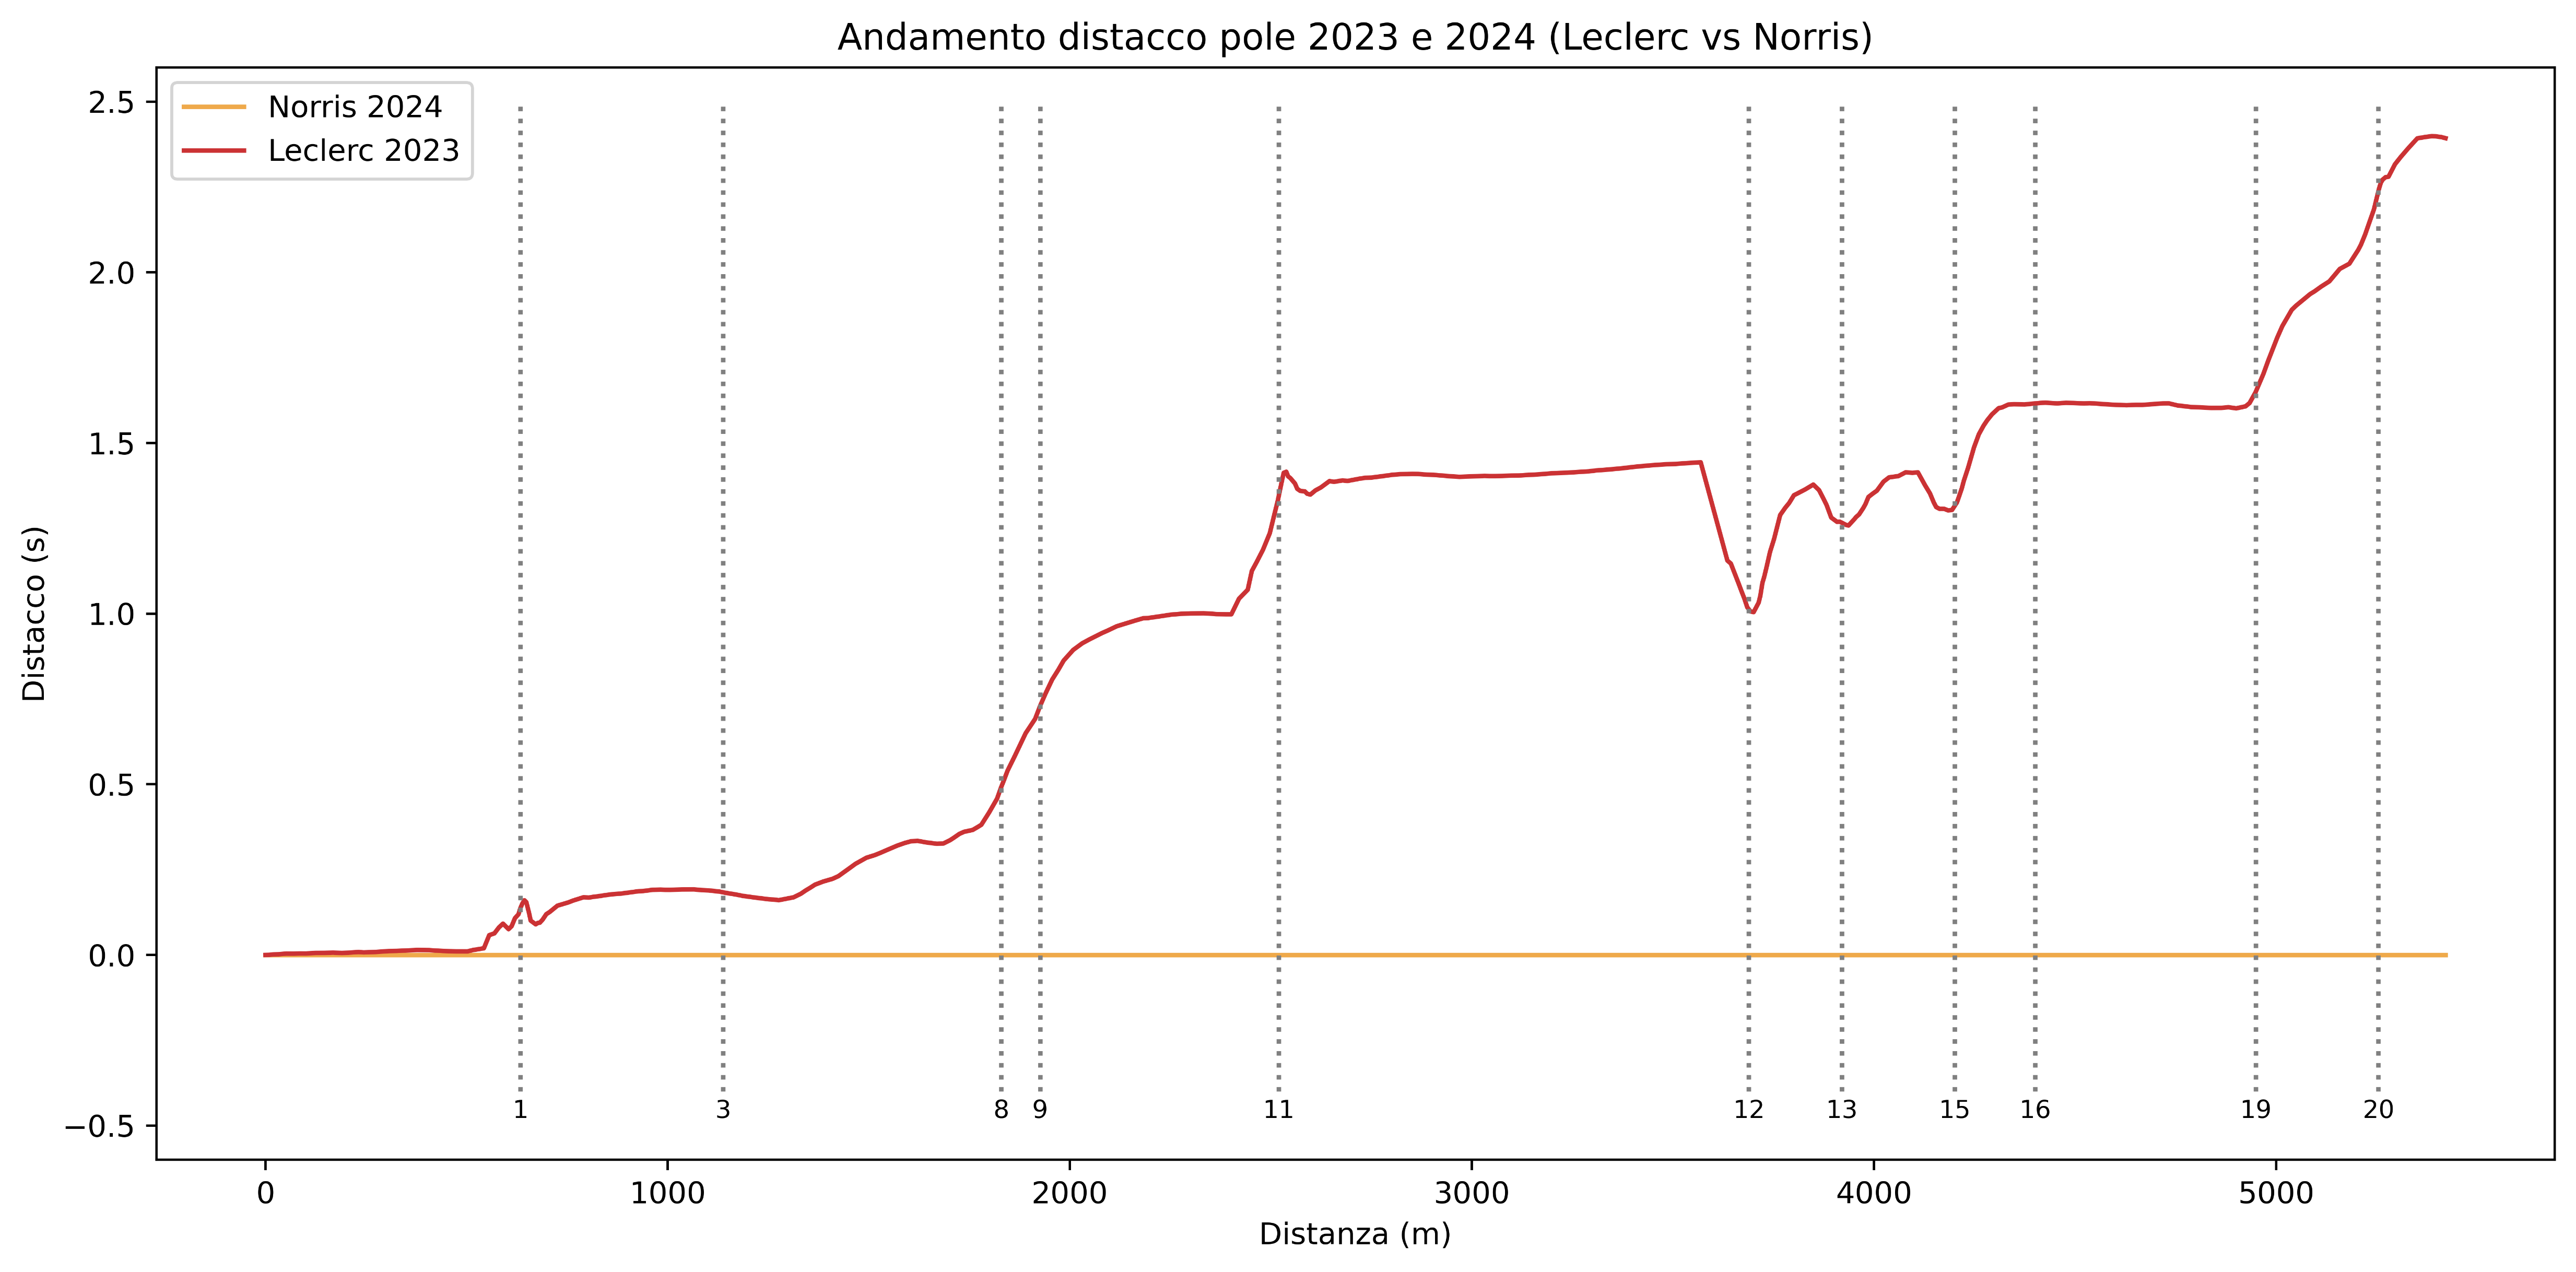 Andamento distacco pole 2023 e 2024 (Leclerc vs Norris)
Norris 2024
Leclerc 2023
2.5
2.0
1.5
1.0
0.5
0.0
−0.5
Distacco (s)
1 3 8 9 11 12 13 15 16 19 20
0 1000 2000 3000 4000 5000
Distanza (m)